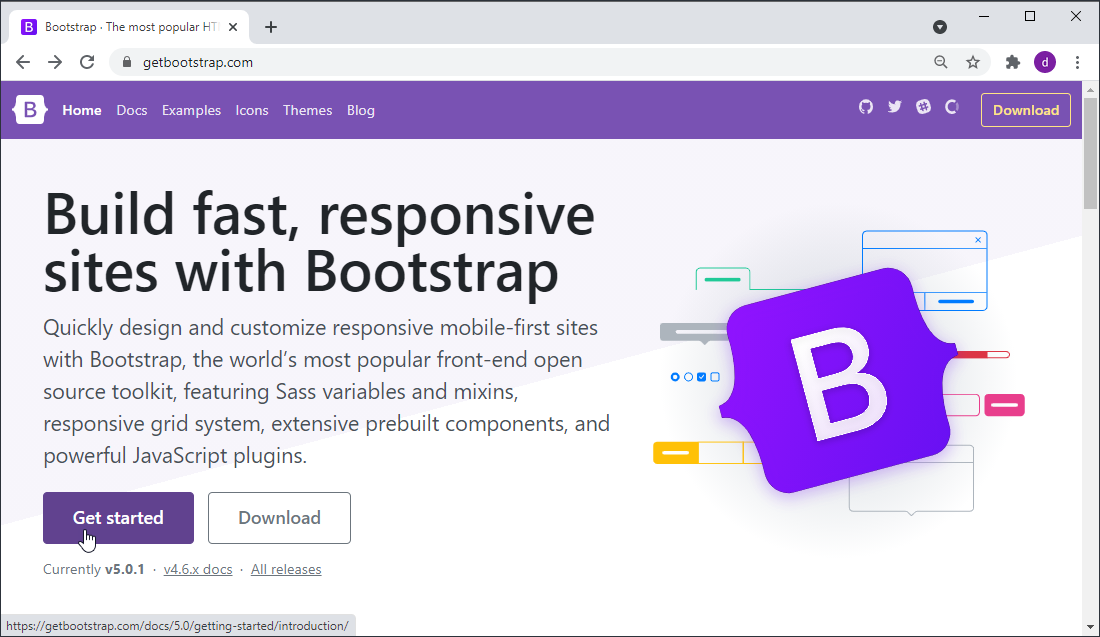 Bootstrap · The most popular HT
getbootstrap.com
d
B Home Docs Examples Icons Themes Blog Download
Build fast, responsive
sites with Bootstrap
Quickly design and customize responsive mobile-first sites
with Bootstrap, the world’s most popular front-end open
source toolkit, featuring Sass variables and mixins,
responsive grid system, extensive prebuilt components, and
powerful JavaScript plugins.
B
Get started Download
Currently v5.0.1 · v4.6.x docs · All releases
https://getbootstrap.com/docs/5.0/getting-started/introduction/